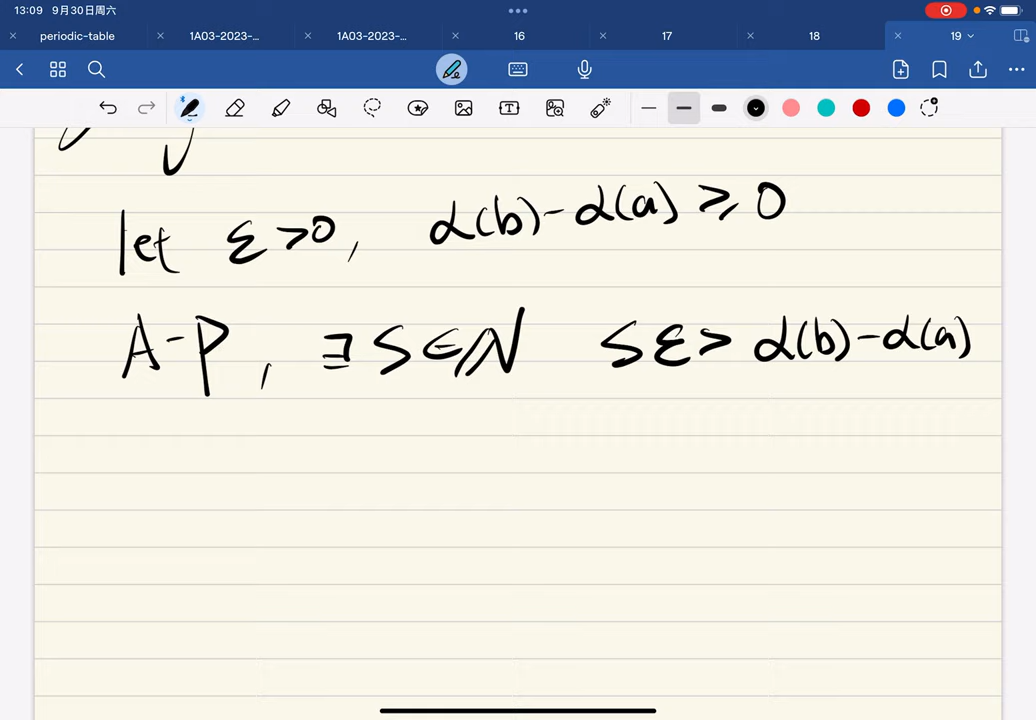 13:09 9月30日周六
periodic-table 1A03-2023-... 1A03-2023-... 16 17 18 19
let ε>0, α(b)-α(a)≥0
A-P, ∃ S∈ℕ Sε>α(b)-α(a)